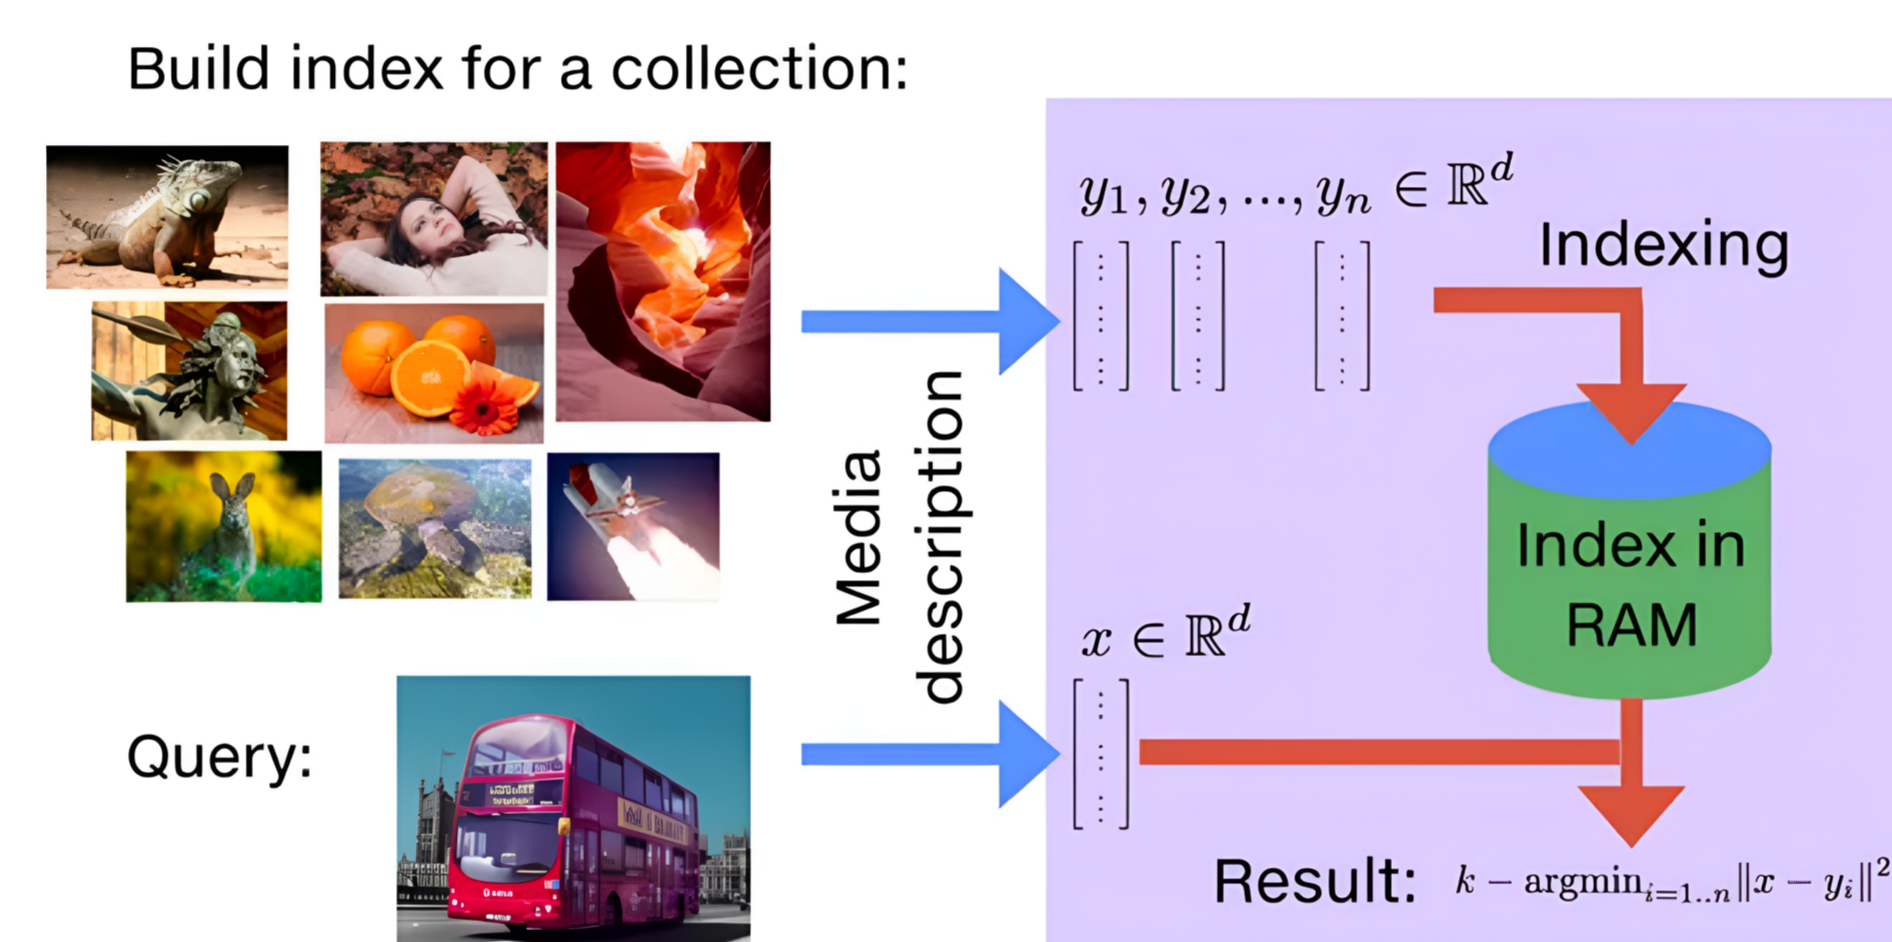 Build index for a collection:
y₁, y₂, ..., yₙ ∈ ℝᵈ
Indexing
Media
description
Index in
RAM
x ∈ ℝᵈ
Query:
Result: k − argminᵢ₌₁..ₙ‖x − yᵢ‖²